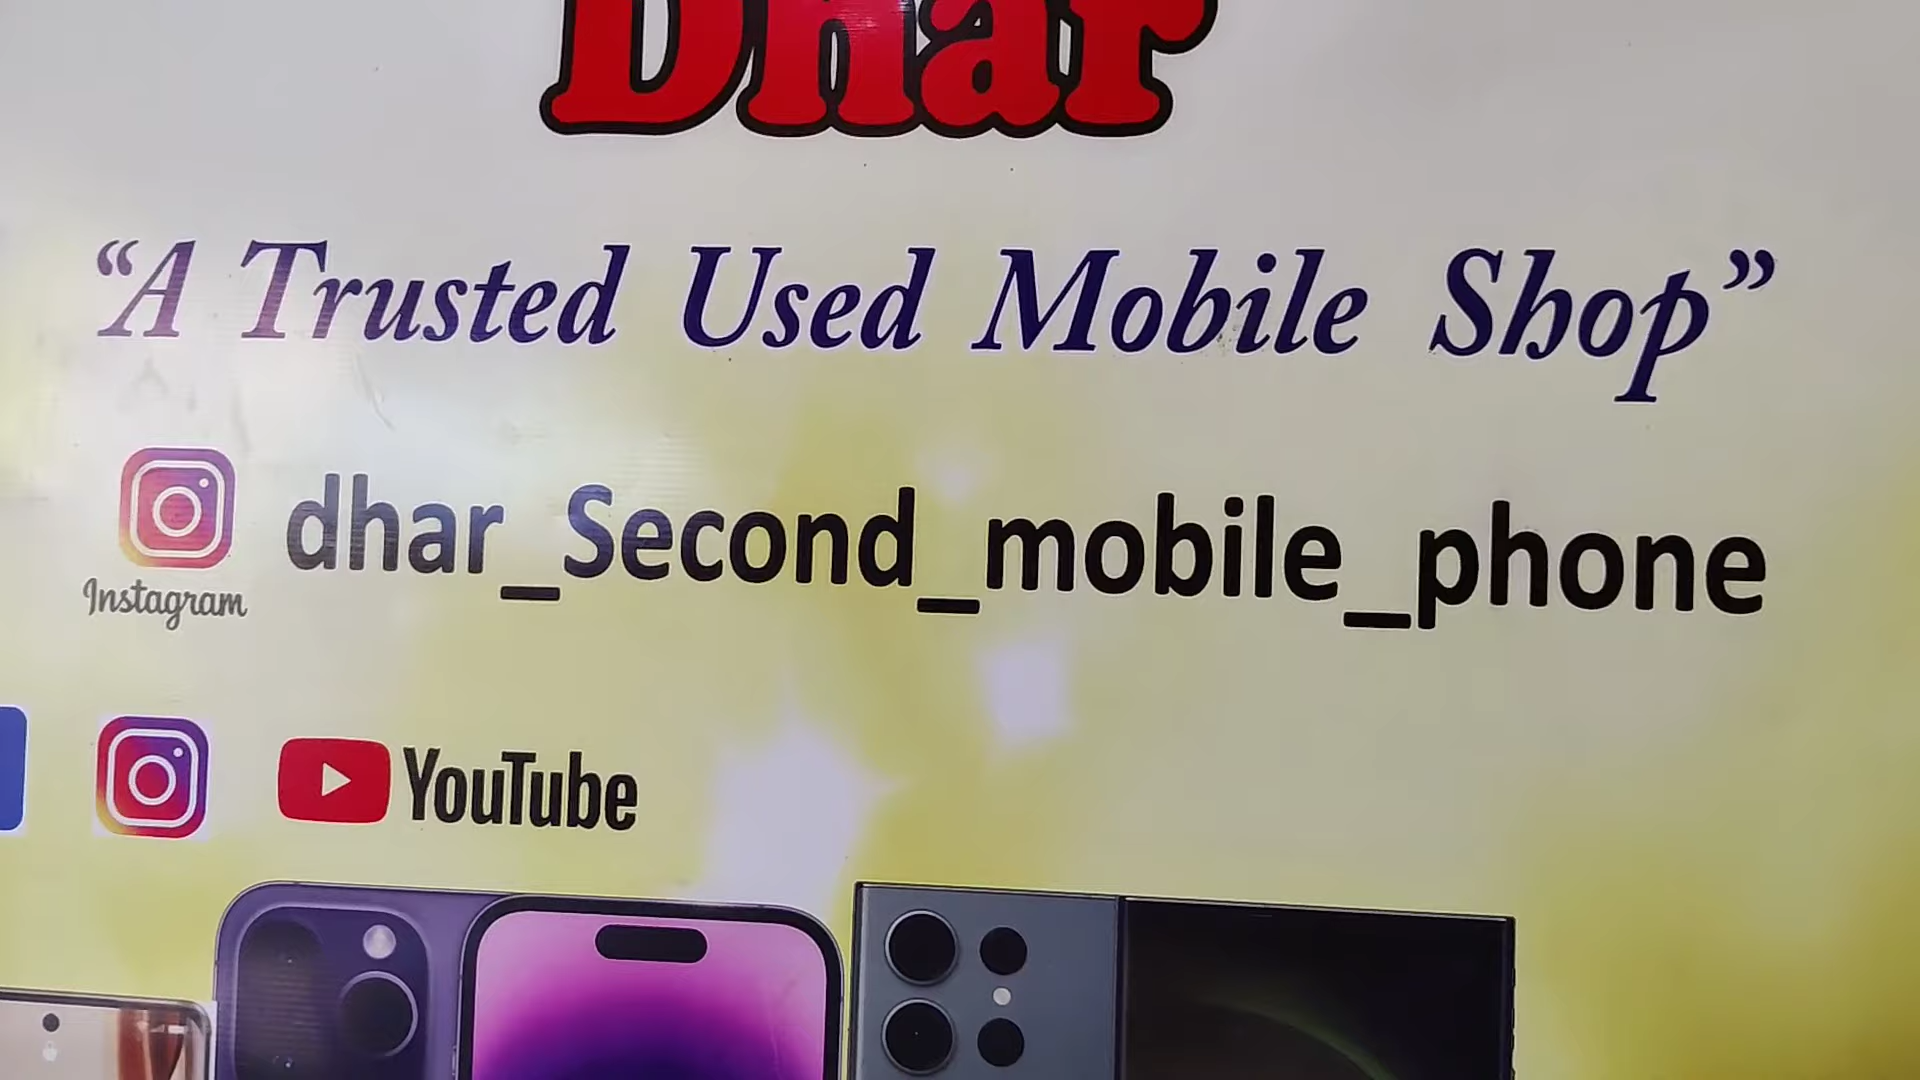 Dhar
“A Trusted Used Mobile Shop”
dhar_Second_mobile_phone
Instagram
YouTube